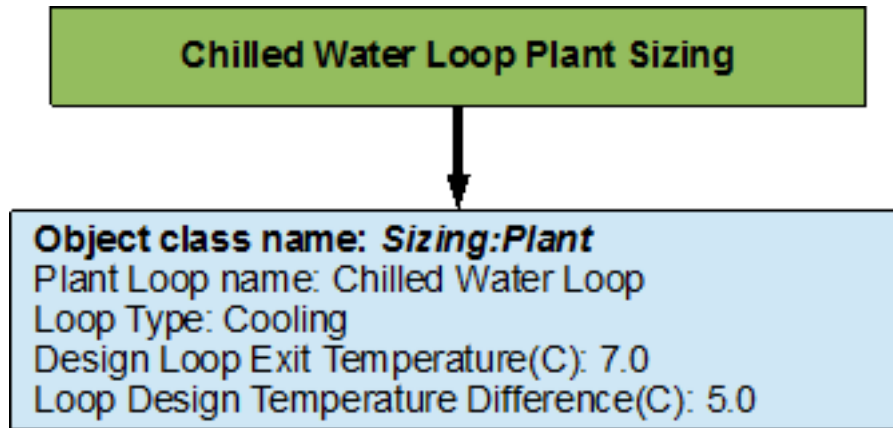 Chilled Water Loop Plant Sizing
Object class name: Sizing:Plant
Plant Loop name: Chilled Water Loop
Loop Type: Cooling
Design Loop Exit Temperature(C): 7.0
Loop Design Temperature Difference(C): 5.0